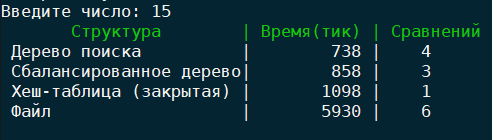 Введите число: 15
Структура | Время(тик) | Сравнений
Дерево поиска | 738 | 4
Сбалансированное дерево| 858 | 3
Хеш-таблица (закрытая) | 1098 | 1
Файл | 5930 | 6